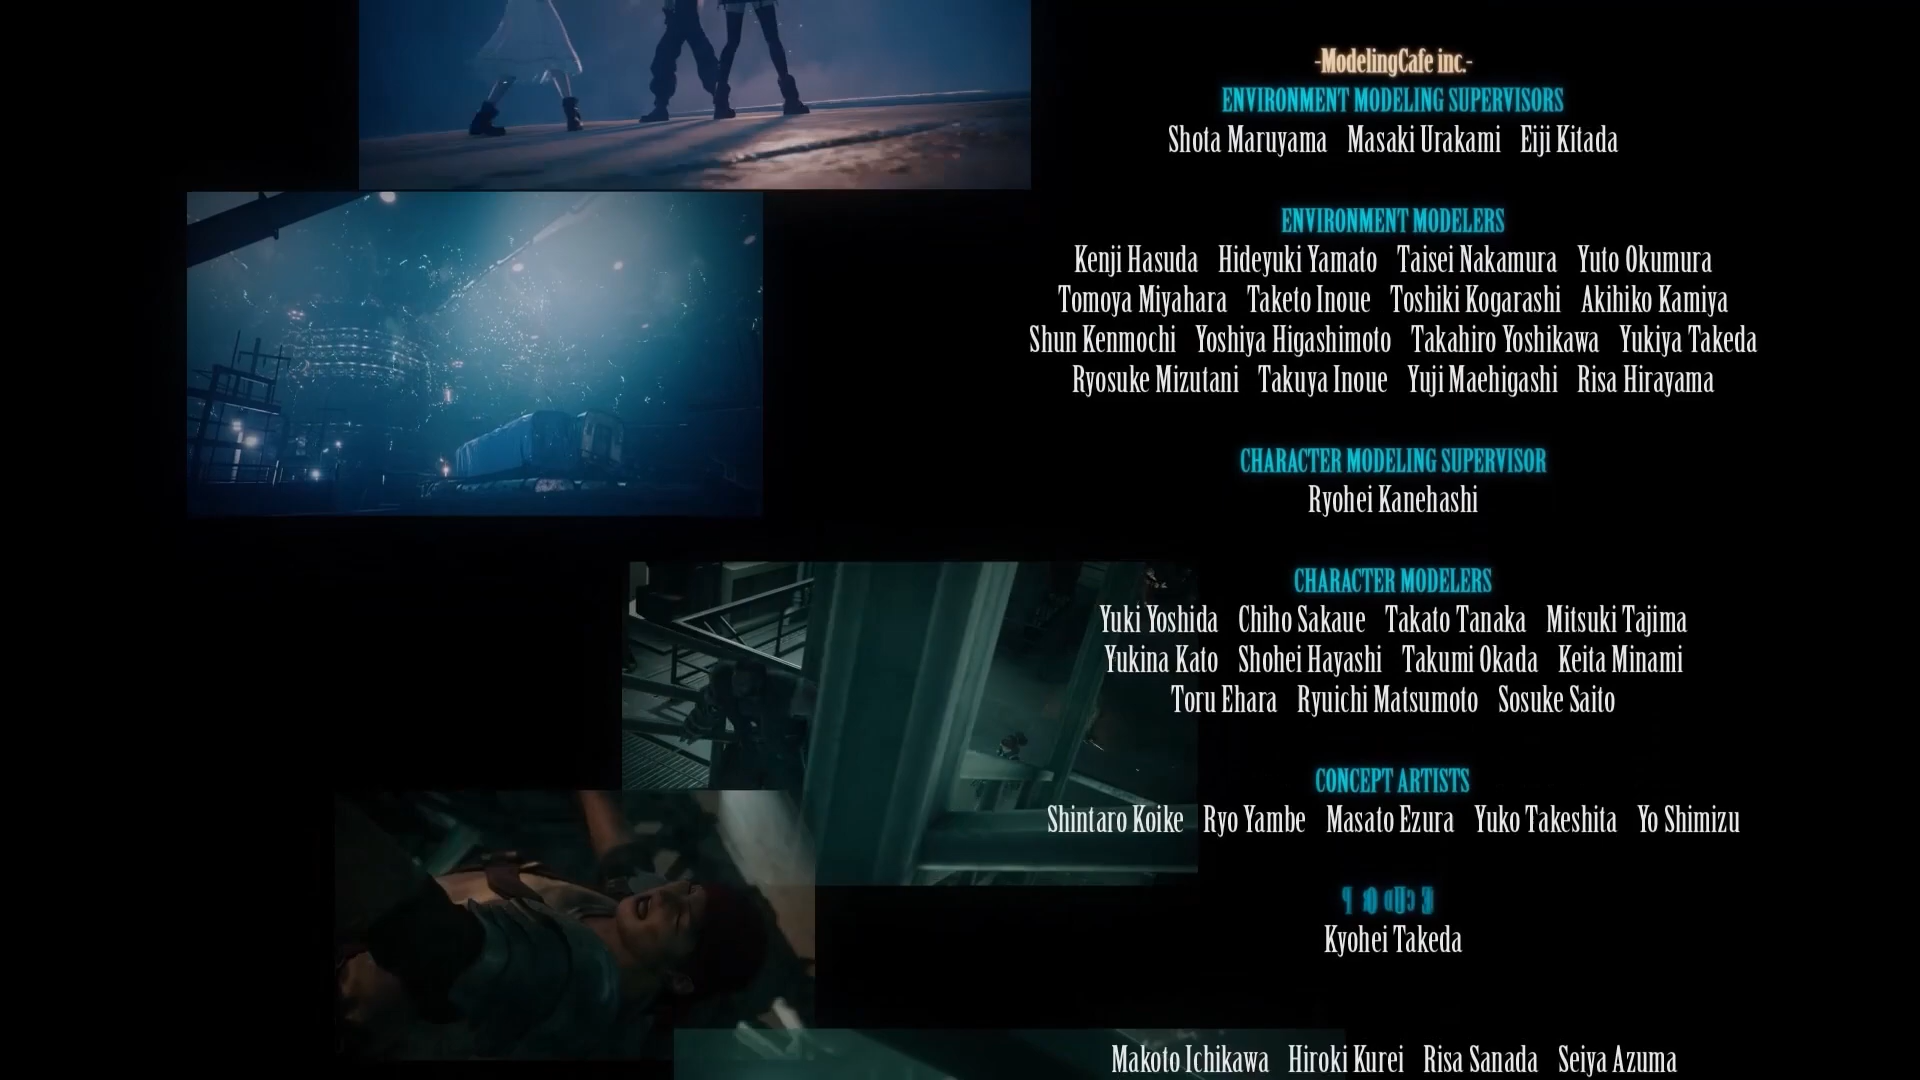 -ModelingCafe inc.-
ENVIRONMENT MODELING SUPERVISORS
Shota Maruyama Masaki Urakami Eiji Kitada
ENVIRONMENT MODELERS
Kenji Hasuda Hideyuki Yamato Taisei Nakamura Yuto Okumura
Tomoya Miyahara Taketo Inoue Toshiki Kogarashi Akihiko Kamiya
Shun Kenmochi Yoshiya Higashimoto Takahiro Yoshikawa Yukiya Takeda
Ryosuke Mizutani Takuya Inoue Yuji Maehigashi Risa Hirayama
CHARACTER MODELING SUPERVISOR
Ryohei Kanehashi
CHARACTER MODELERS
Yuki Yoshida Chiho Sakaue Takato Tanaka Mitsuki Tajima
Yukina Kato Shohei Hayashi Takumi Okada Keita Minami
Toru Ehara Ryuichi Matsumoto Sosuke Saito
CONCEPT ARTISTS
Shintaro Koike Ryo Yambe Masato Ezura Yuko Takeshita Yo Shimizu
Kyohei Takeda
Makoto Ichikawa Hiroki Kurei Risa Sanada Seiya Azuma